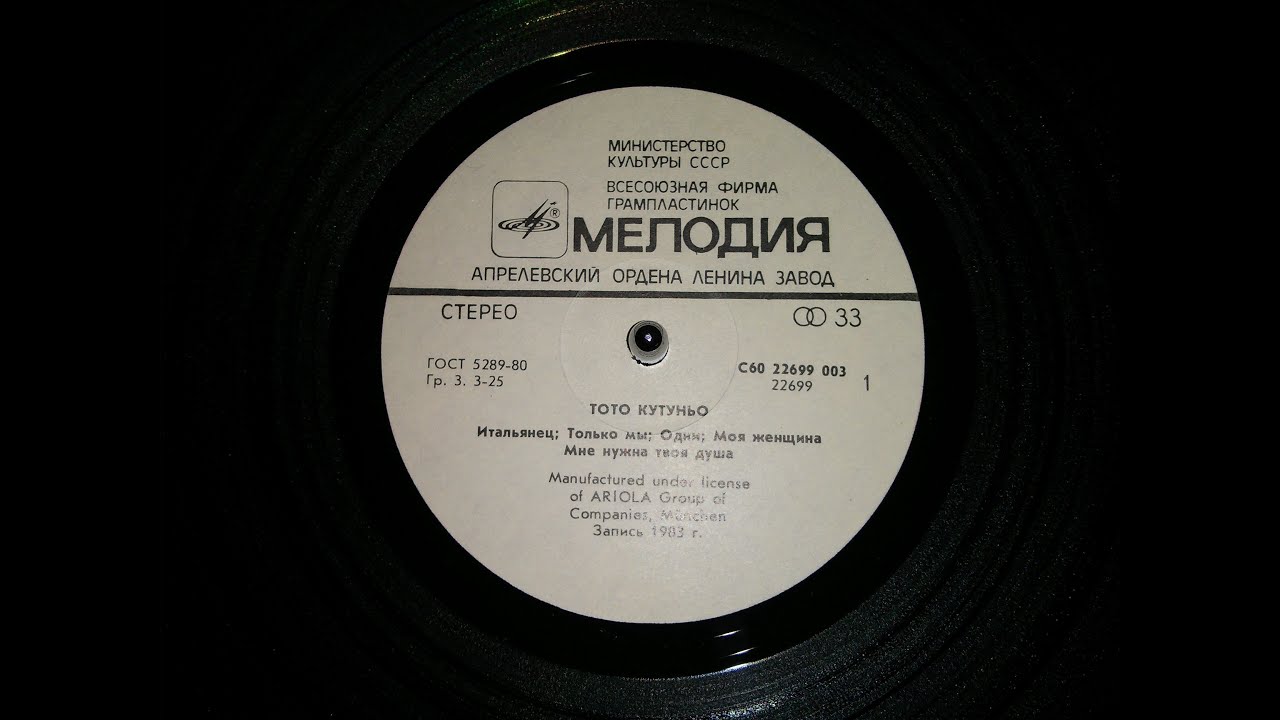 МИНИСТЕРСТВО
КУЛЬТУРЫ СССР
ВСЕСОЮЗНАЯ ФИРМА
ГРАМПЛАСТИНОК
® МЕЛОДИЯ
АПРЕЛЕВСКИЙ ОРДЕНА ЛЕНИНА ЗАВОД
СТЕРЕО 33
ГОСТ 5289-80 С60 22699 003
Гр. 3. 3-25 22699 1
ТОТО КУТУНЬО
Итальянец; Только мы; Одни; Моя женщина
Мне нужна твоя душа
Manufactured under license
of ARIOLA Group of
Companies, München
Запись 1983 г.